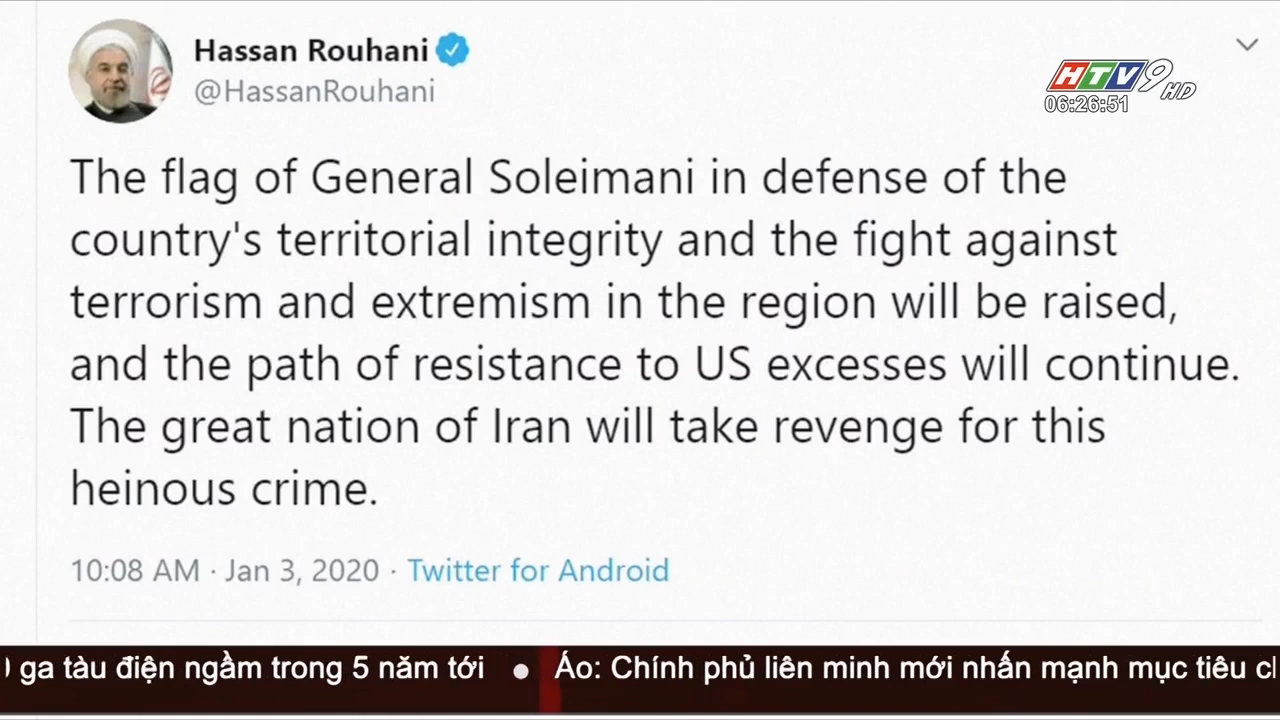 Hassan Rouhani
@HassanRouhani
HTV9 HD
06:26:51
The flag of General Soleimani in defense of the
country's territorial integrity and the fight against
terrorism and extremism in the region will be raised,
and the path of resistance to US excesses will continue.
The great nation of Iran will take revenge for this
heinous crime.
10:08 AM · Jan 3, 2020 · Twitter for Android
ga tàu điện ngầm trong 5 năm tới ● Áo: Chính phủ liên minh mới nhấn mạnh mục tiêu